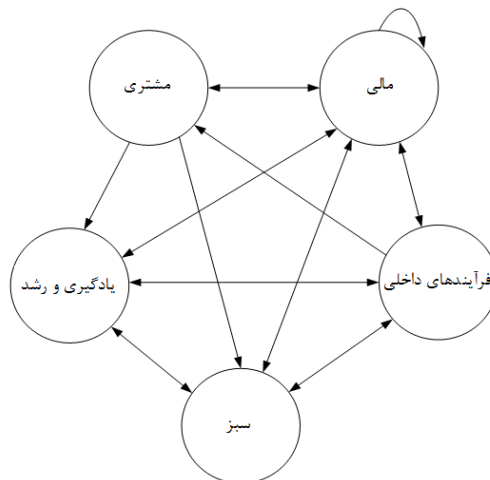 مالی
مشتری
فرآیندهای داخلی
یادگیری و رشد
سبز